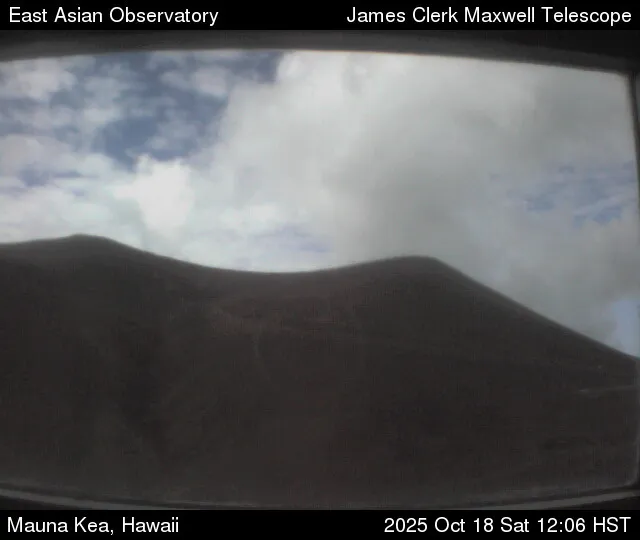 East Asian Observatory
James Clerk Maxwell Telescope
Mauna Kea, Hawaii
2025 Oct 18 Sat 12:06 HST